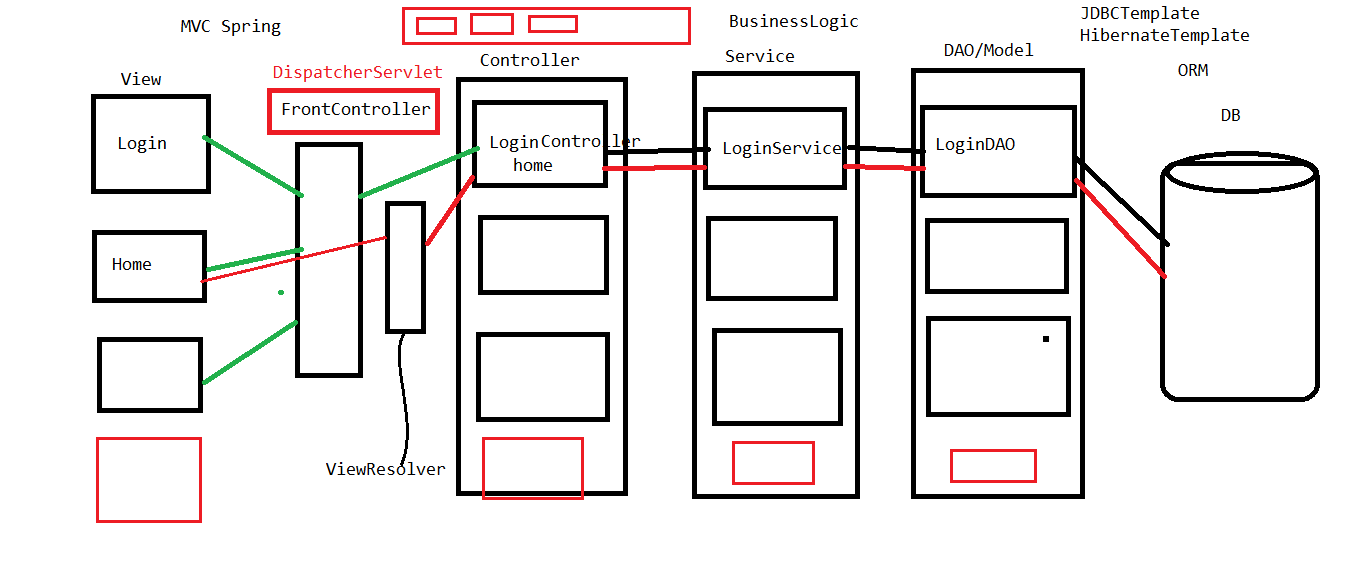 MVC Spring
BusinessLogic
JDBCTemplate
HibernateTemplate
View
DispatcherServlet
FrontController
Controller
Service
DAO/Model
ORM
DB
Login
LoginController
home
LoginService
LoginDAO
Home
ViewResolver